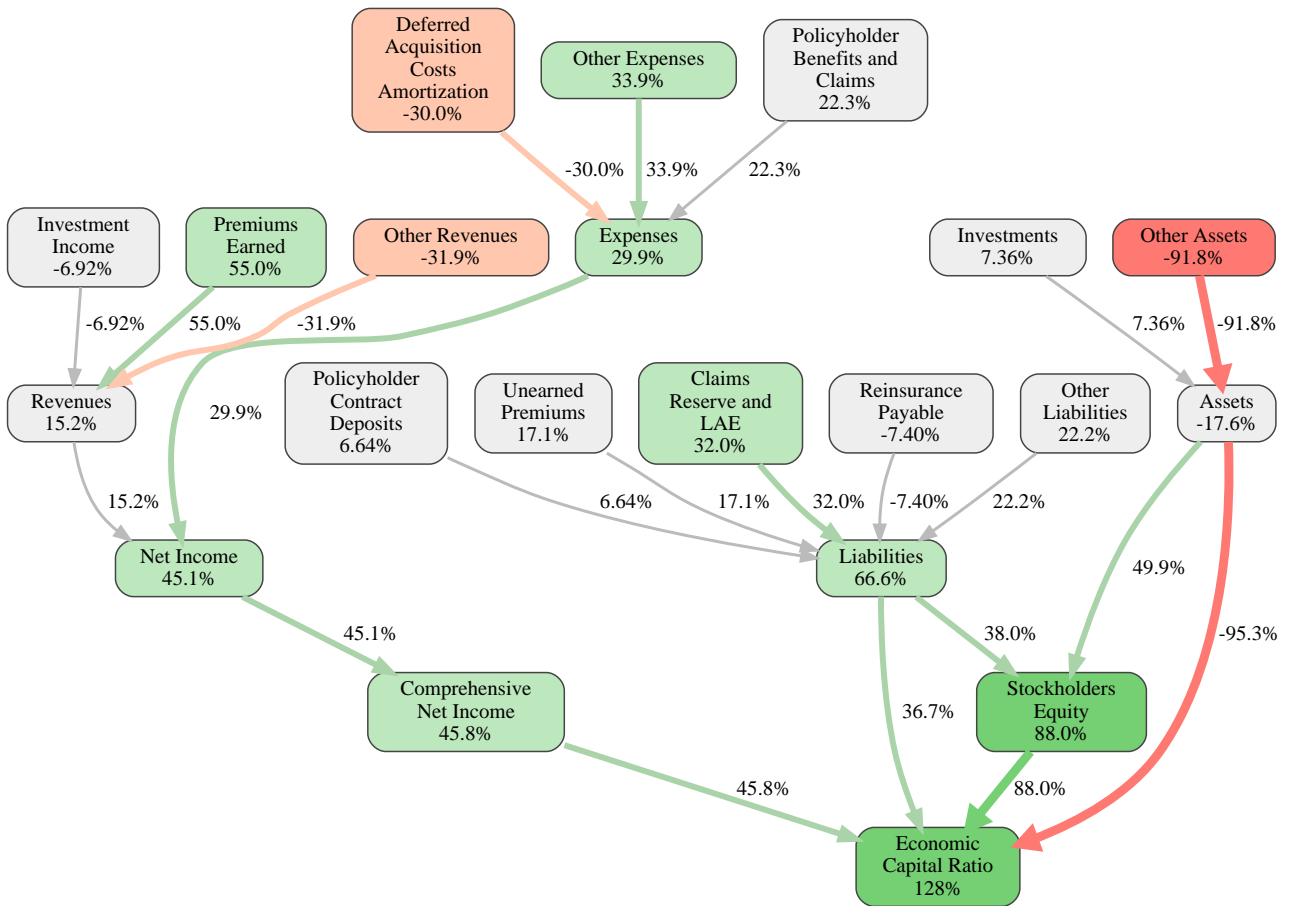 Deferred
Acquisition
Costs
Amortization
-30.0%
Other Expenses
33.9%
Policyholder
Benefits and
Claims
22.3%
-30.0%
33.9%
22.3%
Investment
Income
-6.92%
Premiums
Earned
55.0%
Other Revenues
-31.9%
Expenses
29.9%
Investments
7.36%
Other Assets
-91.8%
-6.92%
55.0%
-31.9%
7.36%
-91.8%
Revenues
15.2%
29.9%
Policyholder
Contract
Deposits
6.64%
Unearned
Premiums
17.1%
Claims
Reserve and
LAE
32.0%
Reinsurance
Payable
-7.40%
Other
Liabilities
22.2%
Assets
-17.6%
15.2%
6.64%
17.1%
32.0%
-7.40%
22.2%
Net Income
45.1%
Liabilities
66.6%
49.9%
45.1%
38.0%
-95.3%
Comprehensive
Net Income
45.8%
36.7%
Stockholders
Equity
88.0%
45.8%
88.0%
Economic
Capital Ratio
128%